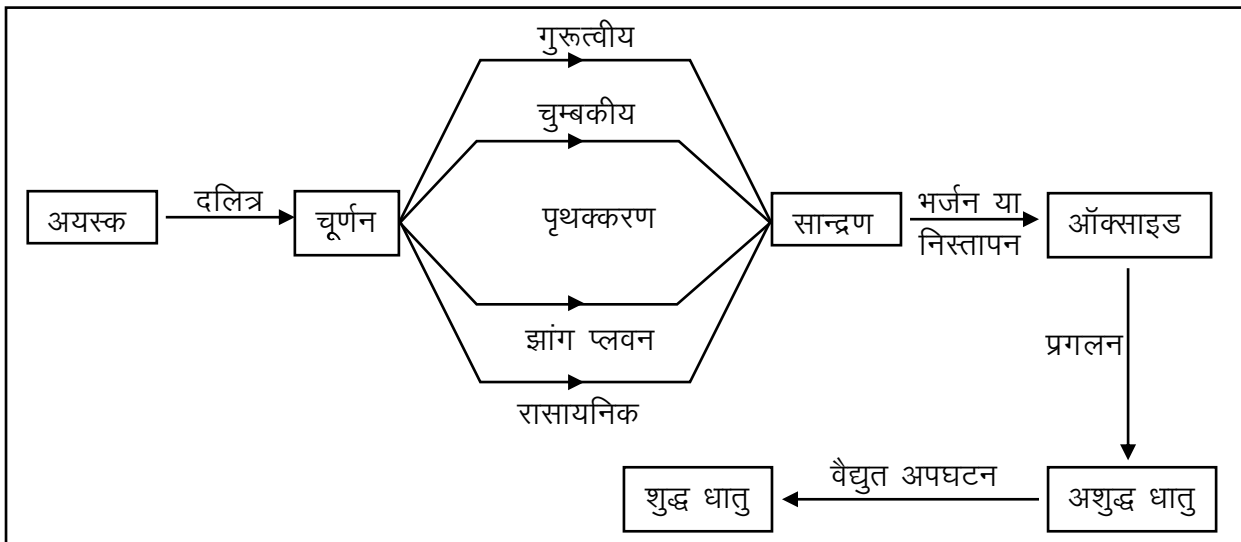 गुरूत्वीय
चुम्बकीय
अयस्क
दलित्र
चूर्णन
पृथक्करण
सान्द्रण
भर्जन या
निस्तापन
ऑक्साइड
झांग प्लवन
रासायनिक
प्रगलन
वैद्युत अपघटन
शुद्ध धातु
अशुद्ध धातु